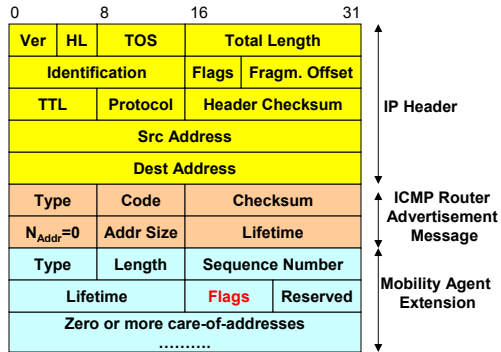 0 8 16 31
Ver HL TOS Total Length
Identification Flags Fragm. Offset
TTL Protocol Header Checksum
Src Address
Dest Address
IP Header
Type Code Checksum
N_Addr=0 Addr Size Lifetime
ICMP Router
Advertisement
Message
Type Length Sequence Number
Lifetime Flags Reserved
Zero or more care-of-addresses
..........
Mobility Agent
Extension